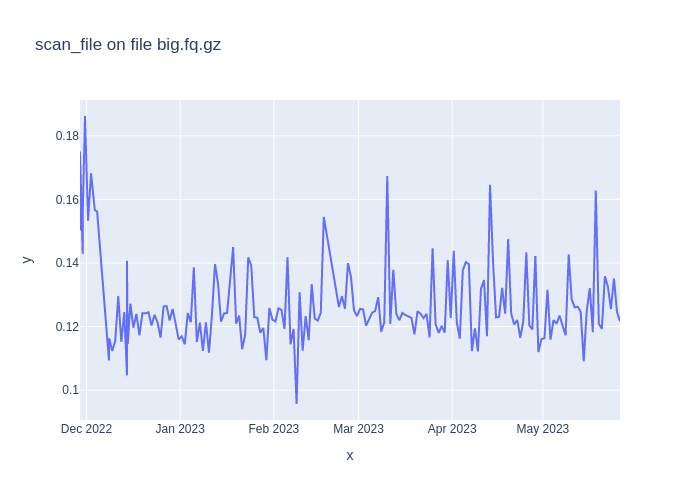 scan_file on file big.fq.gz
0.18
0.16
0.14
0.12
0.1
y
Dec 2022
Jan 2023
Feb 2023
Mar 2023
Apr 2023
May 2023
x